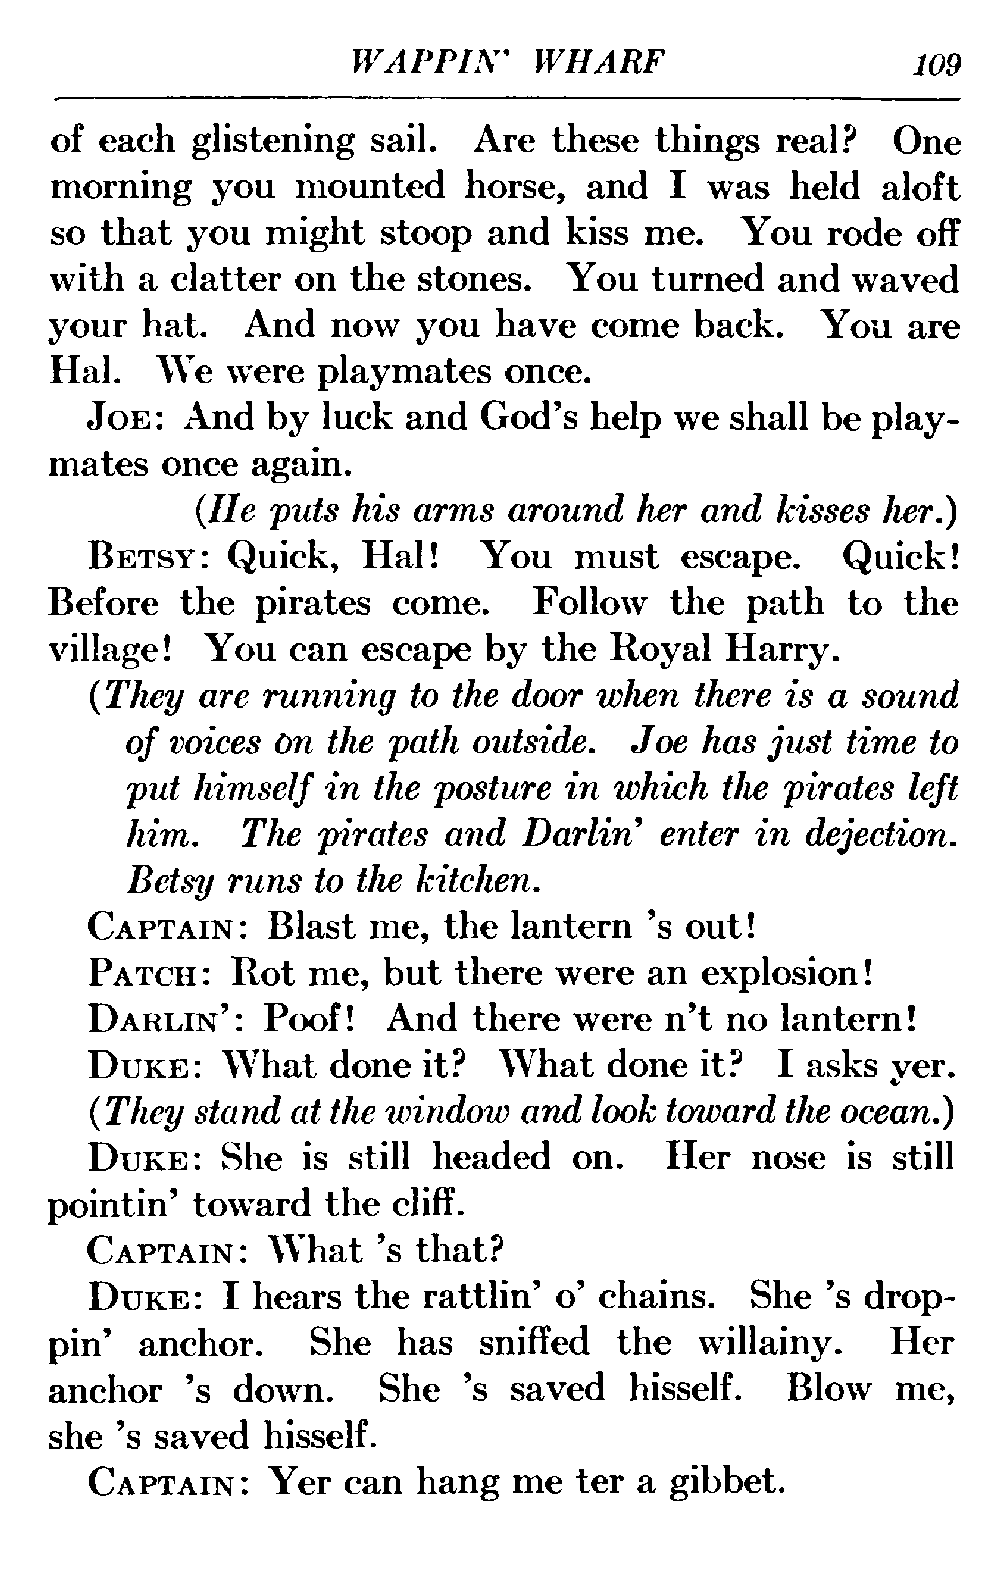 WAPPIN' WHARF 109
of each glistening sail. Are these things real? One
morning you mounted horse, and I was held aloft
so that you might stoop and kiss me. You rode off
with a clatter on the stones. You turned and waved
your hat. And now you have come back. You are
Hal. We were playmates once.
JOE: And by luck and God's help we shall be play-
mates once again.
(He puts his arms around her and kisses her.)
BETSY: Quick, Hal! You must escape. Quick!
Before the pirates come. Follow the path to the
village! You can escape by the Royal Harry.
(They are running to the door when there is a sound
of voices on the path outside. Joe has just time to
put himself in the posture in which the pirates left
him. The pirates and Darlin' enter in dejection.
Betsy runs to the kitchen.
CAPTAIN: Blast me, the lantern 's out!
PATCH: Rot me, but there were an explosion!
DARLIN': Poof! And there were n't no lantern!
DUKE: What done it? What done it? I asks yer.
(They stand at the window and look toward the ocean.)
DUKE: She is still headed on. Her nose is still
pointin' toward the cliff.
CAPTAIN: What 's that?
DUKE: I hears the rattlin' o' chains. She 's drop-
pin' anchor. She has sniffed the willainy. Her
anchor 's down. She 's saved hisself. Blow me,
she 's saved hisself.
CAPTAIN: Yer can hang me ter a gibbet.